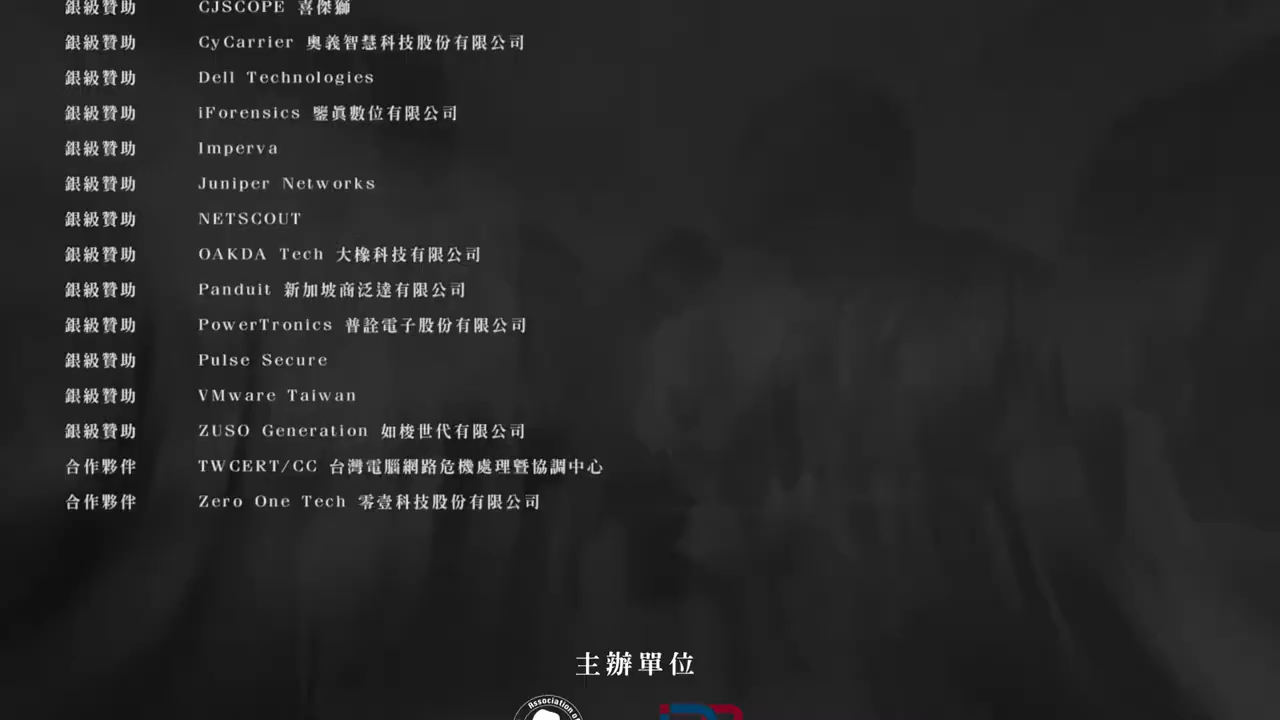 銀級贊助 CJSCOPE 喜傑獅
銀級贊助 CyCarrier 奧義智慧科技股份有限公司
銀級贊助 Dell Technologies
銀級贊助 iForensics 鑒真數位有限公司
銀級贊助 Imperva
銀級贊助 Juniper Networks
銀級贊助 NETSCOUT
銀級贊助 OAKDA Tech 大橡科技有限公司
銀級贊助 Panduit 新加坡商泛達有限公司
銀級贊助 PowerTronics 普詮電子股份有限公司
銀級贊助 Pulse Secure
銀級贊助 VMware Taiwan
銀級贊助 ZUSO Generation 如梭世代有限公司
合作夥伴 TWCERT/CC 台灣電腦網路危機處理暨協調中心
合作夥伴 Zero One Tech 零壹科技股份有限公司
主辦單位
Association of